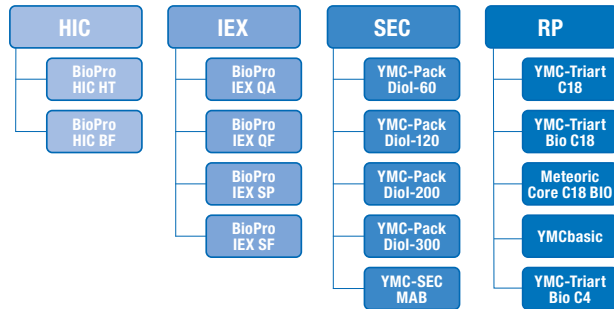 HIC
BioPro
HIC HT
BioPro
HIC BF
IEX
BioPro
IEX QA
BioPro
IEX QF
BioPro
IEX SP
BioPro
IEX SF
SEC
YMC-Pack
Diol-60
YMC-Pack
Diol-120
YMC-Pack
Diol-200
YMC-Pack
Diol-300
YMC-SEC
MAB
RP
YMC-Triart
C18
YMC-Triart
Bio C18
Meteoric
Core C18 BIO
YMCbasic
YMC-Triart
Bio C4